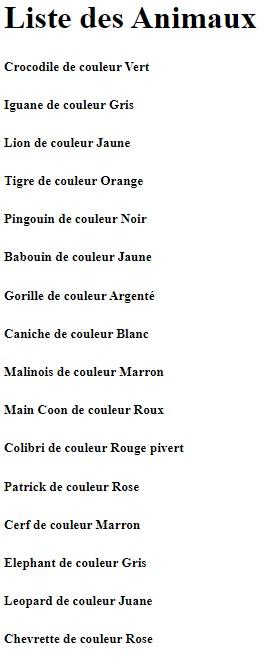 Liste des Animaux
Crocodile de couleur Vert
Iguane de couleur Gris
Lion de couleur Jaune
Tigre de couleur Orange
Pingouin de couleur Noir
Babouin de couleur Jaune
Gorille de couleur Argenté
Caniche de couleur Blanc
Malinois de couleur Marron
Main Coon de couleur Roux
Colibri de couleur Rouge pivert
Patrick de couleur Rose
Cerf de couleur Marron
Elephant de couleur Gris
Leopard de couleur Juane
Chevrette de couleur Rose